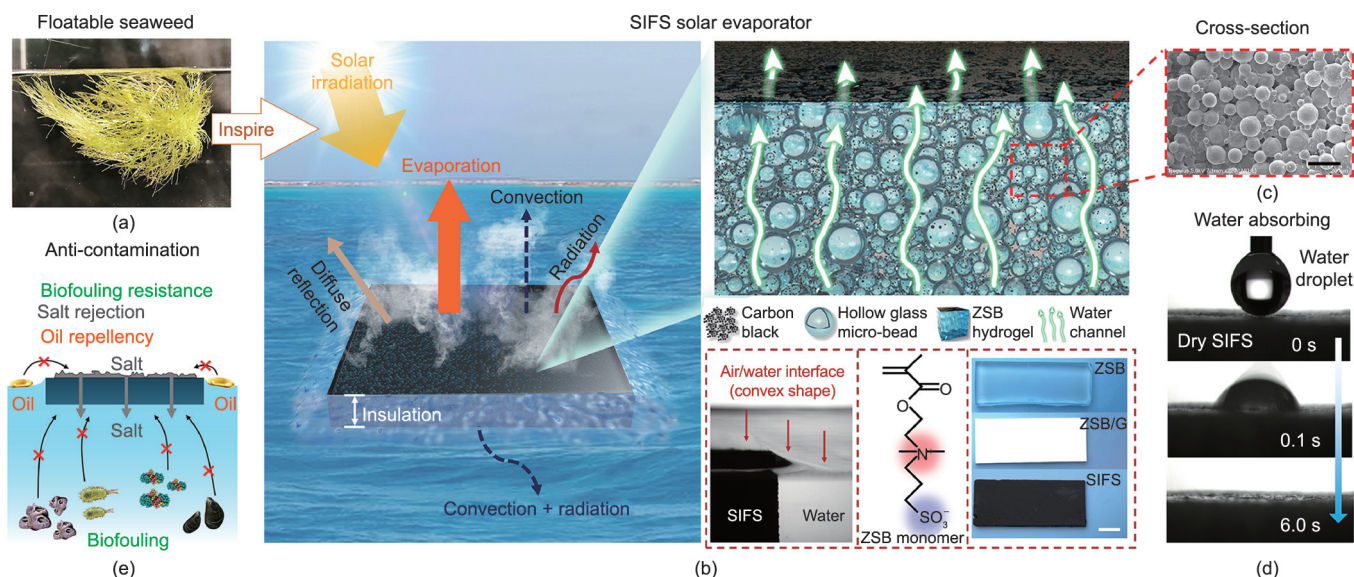 Floatable seaweed
Inspire
(a)
SIFS solar evaporator
Solar
irradiation
Evaporation
Convection
Radiation
Diffuse
reflection
Insulation
Convection + radiation
Carbon
black
Hollow glass
micro-bead
ZSB
hydrogel
Water
channel
Air/water interface
(convex shape)
SIFS
Water
O
O
N
SO3−
ZSB monomer
ZSB
ZSB/G
SIFS
(b)
Cross-section
(c)
Water absorbing
Water
droplet
Dry SIFS
0 s
0.1 s
6.0 s
(d)
Anti-contamination
Biofouling resistance
Salt rejection
Oil repellency
Salt
Oil
Oil
Salt
Biofouling
(e)